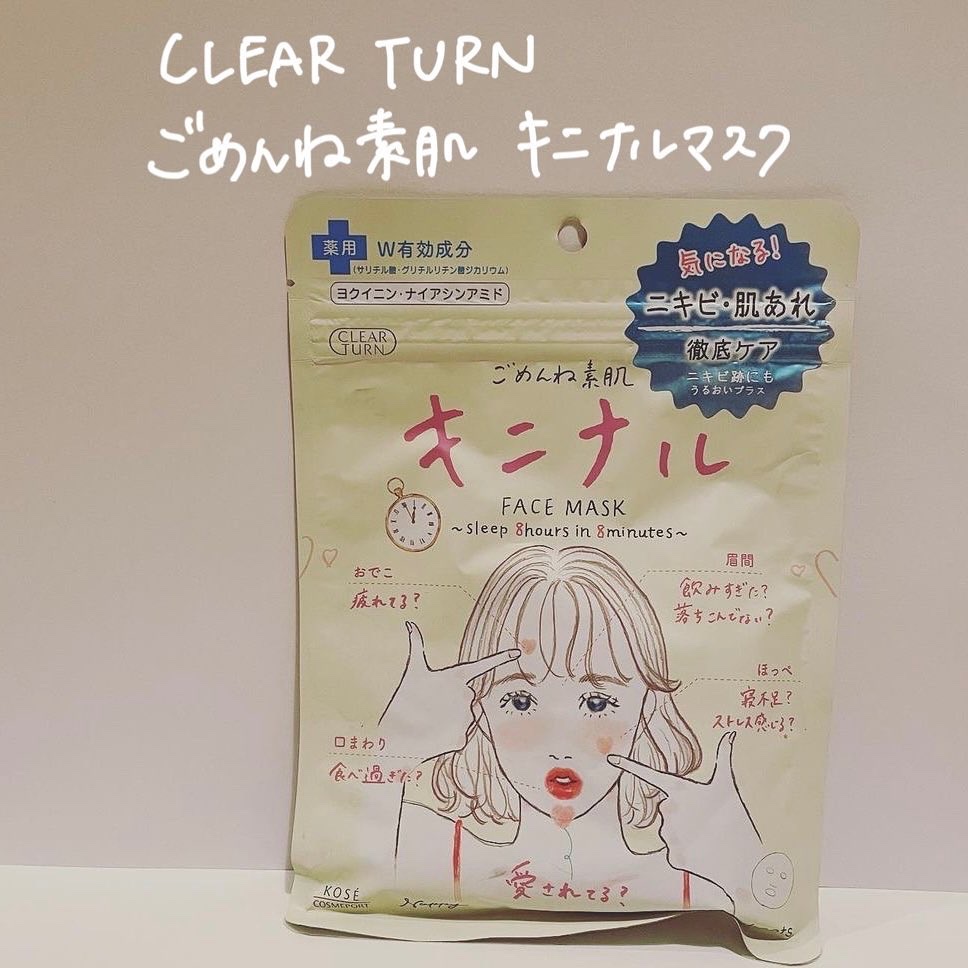 CLEAR TURN
ごめんね素肌 キニナルマスク
薬用 W有効成分
(サリチル酸・グリチルリチン酸ジカリウム)
ヨクイニン・ナイアシンアミド
気になる!
ニキビ・肌あれ
徹底ケア
ニキビ跡にも
うるおいプラス
CLEAR
TURN
ごめんね素肌
キニナル
FACE MASK
~sleep 8hours in 8minutes~
おでこ
疲れてる?
眉間
飲みすぎた?
落ちこんでない?
ほっぺ
寝不足?
ストレス感じる?
口まわり
食べ過ぎた?
愛されてる?
KOSÉ
COSMEPORT